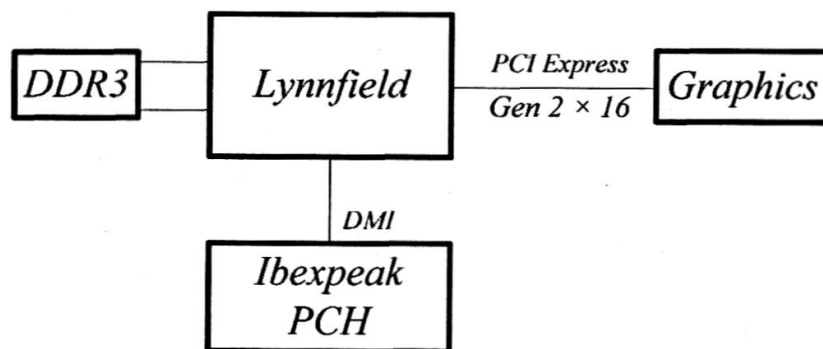 DDR3
Lynnfield
PCI Express
Gen 2 × 16
Graphics
DMI
Ibexpeak
PCH